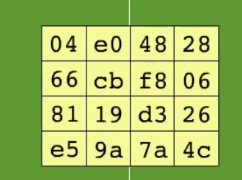 04 e0 48 28
66 cb f8 06
81 19 d3 26
e5 9a 7a 4c